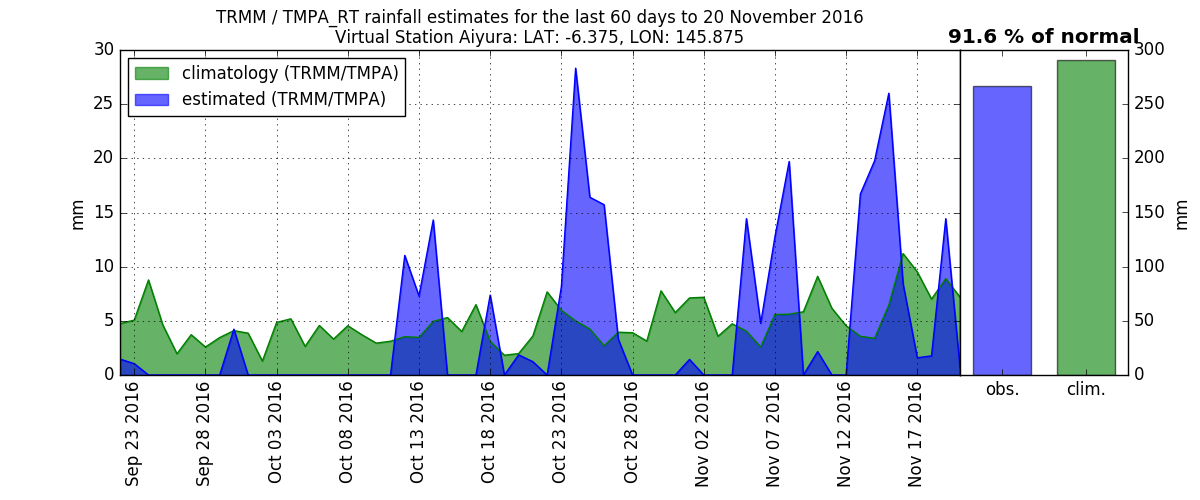 TRMM / TMPA_RT rainfall estimates for the last 60 days to 20 November 2016
Virtual Station Aiyura: LAT: -6.375, LON: 145.875
91.6 % of normal
climatology (TRMM/TMPA)
estimated (TRMM/TMPA)
30
25
20
15
10
5
0
mm
Sep 23 2016
Sep 28 2016
Oct 03 2016
Oct 08 2016
Oct 13 2016
Oct 18 2016
Oct 23 2016
Oct 28 2016
Nov 02 2016
Nov 07 2016
Nov 12 2016
Nov 17 2016
obs.
clim.
300
250
200
150
100
50
0
mm